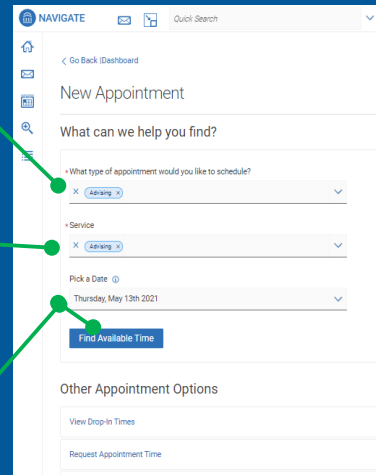 NAVIGATE Quick Search
< Go Back |Dashboard
New Appointment
What can we help you find?
*What type of appointment would you like to schedule?
× Advising ×
*Service
× Advising ×
Pick a Date
Thursday, May 13th 2021
Find Available Time
Other Appointment Options
View Drop-In Times
Request Appointment Time